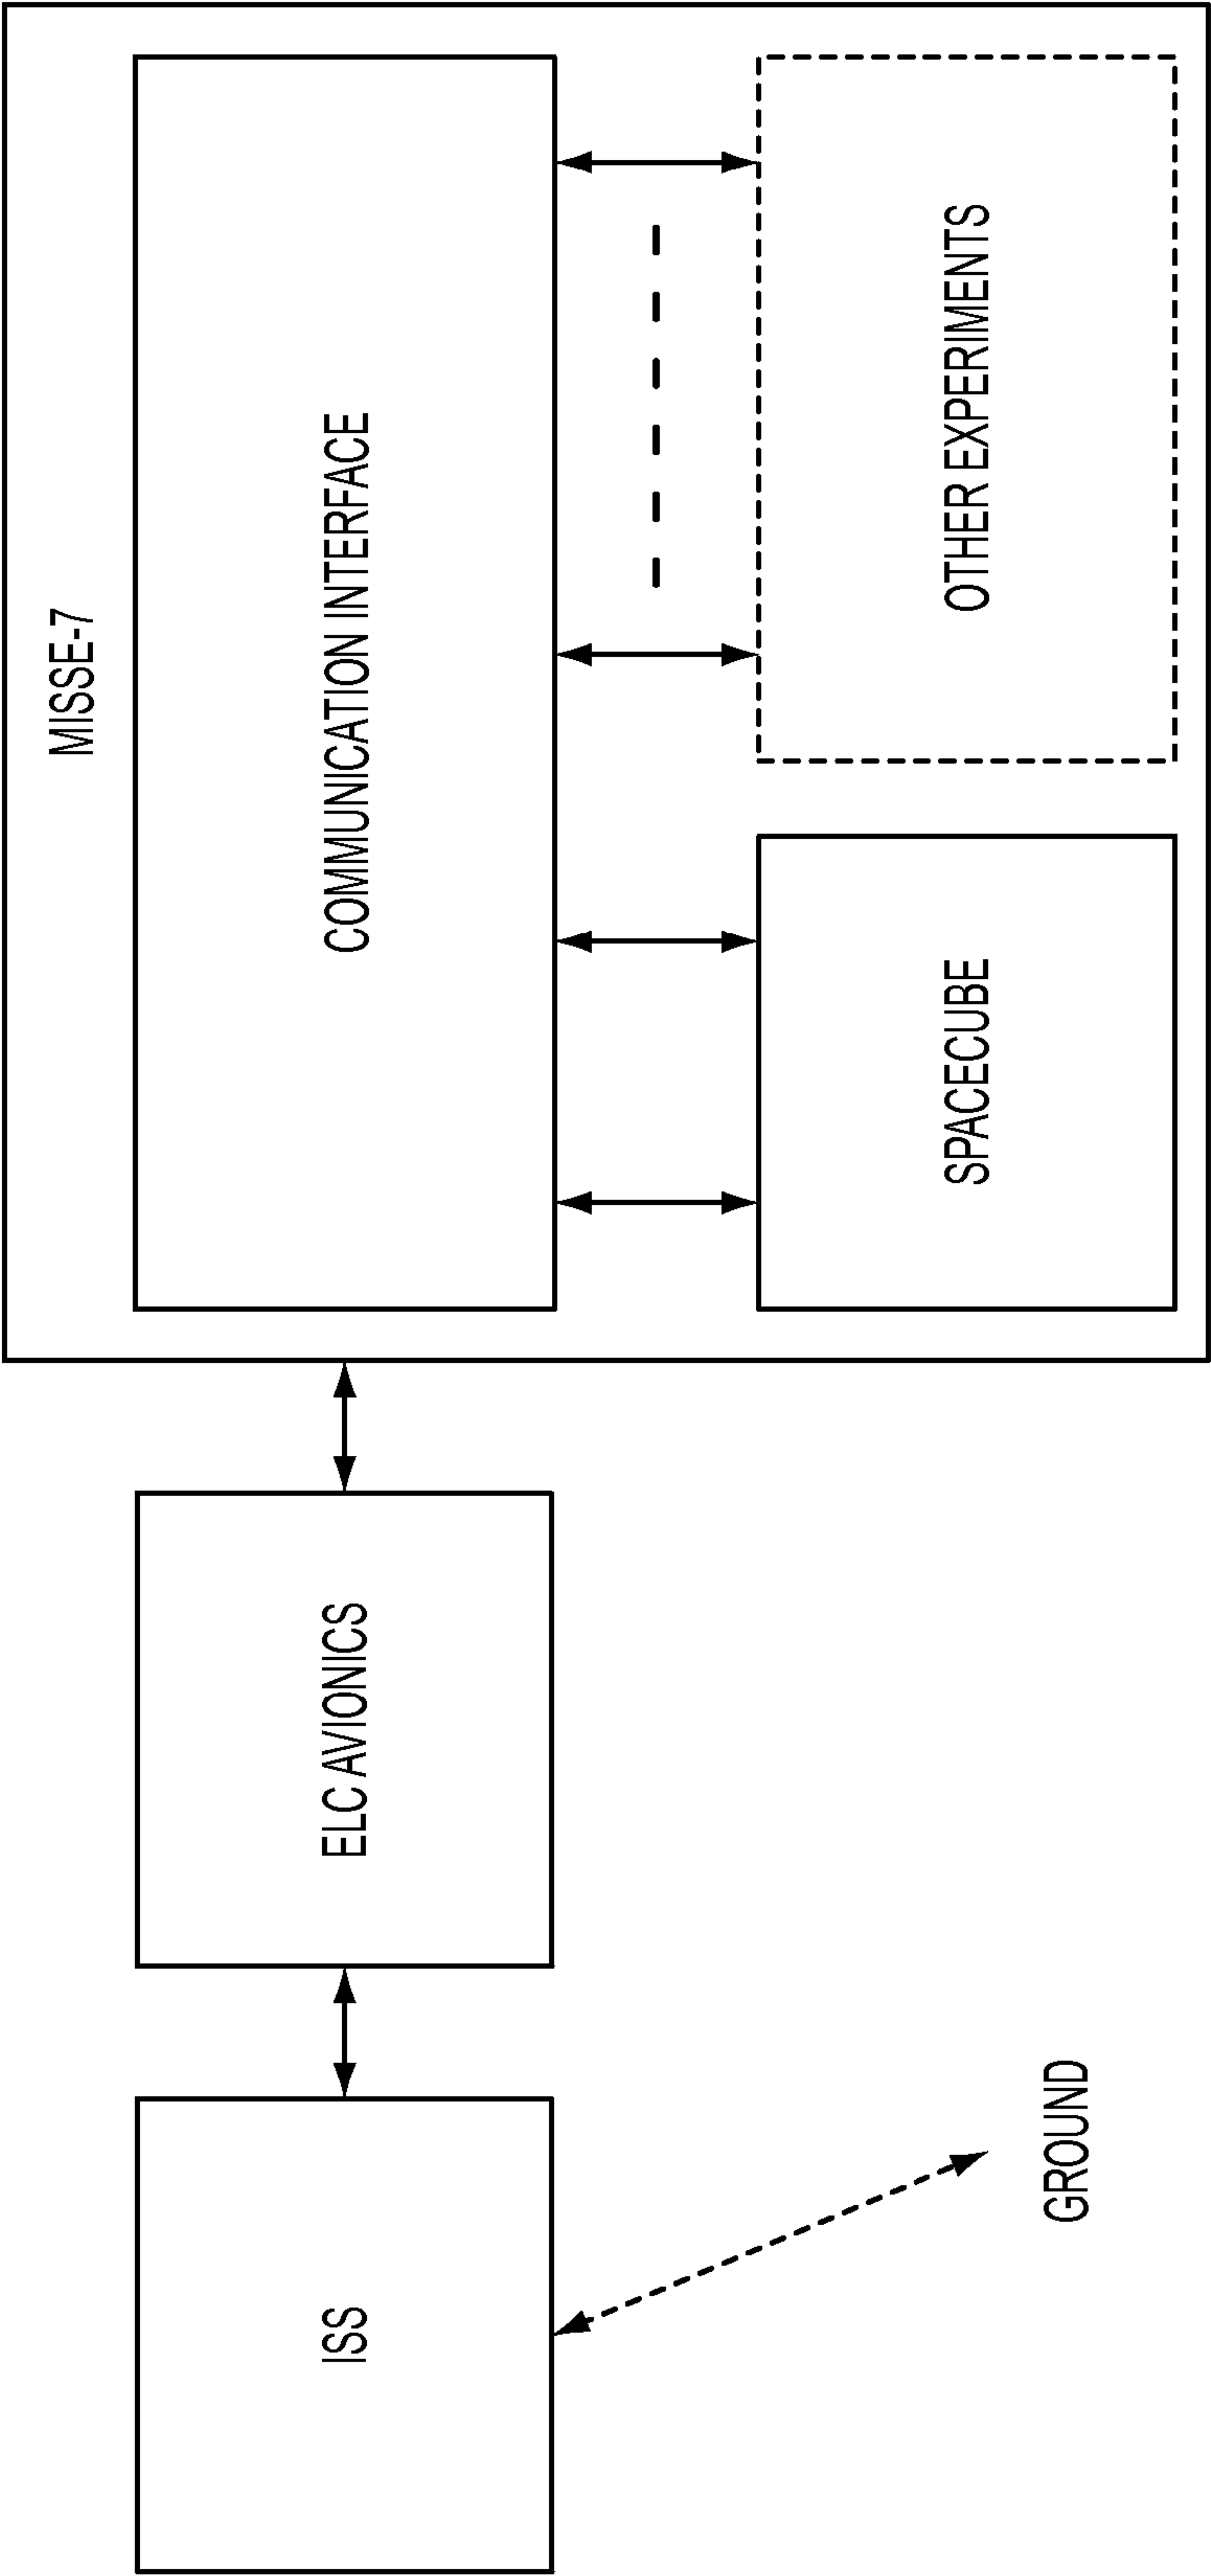 MISSE-7
ISS
ELC AVIONICS
COMMUNICATION INTERFACE
SPACECUBE
OTHER EXPERIMENTS
GROUND